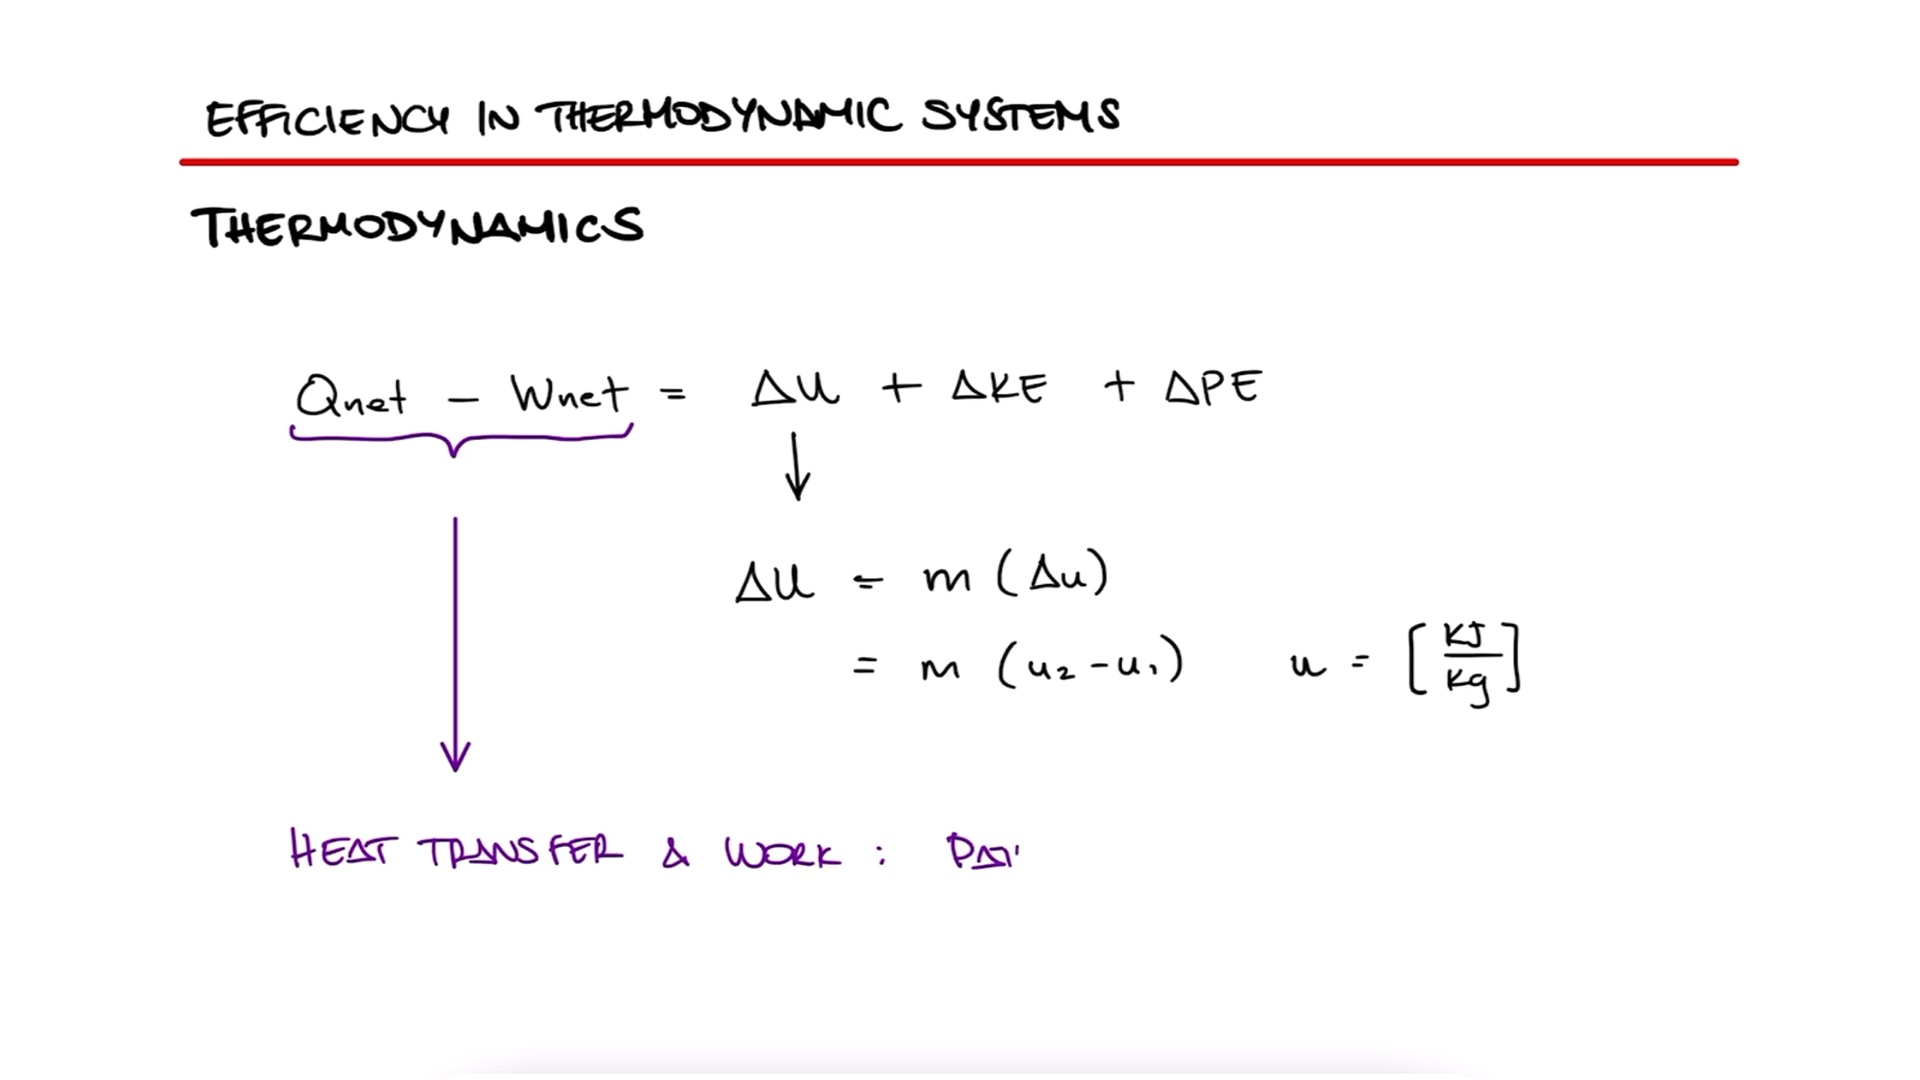 EFFICIENCY IN THERMODYNAMIC SYSTEMS
THERMODYNAMICS
Qnet - Wnet = ΔU + ΔKE + ΔPE
↓
ΔU = m (Δu)
= m (u₂-u₁) u = [KJ/Kg]
HEAT TRANSFER & WORK : PAT